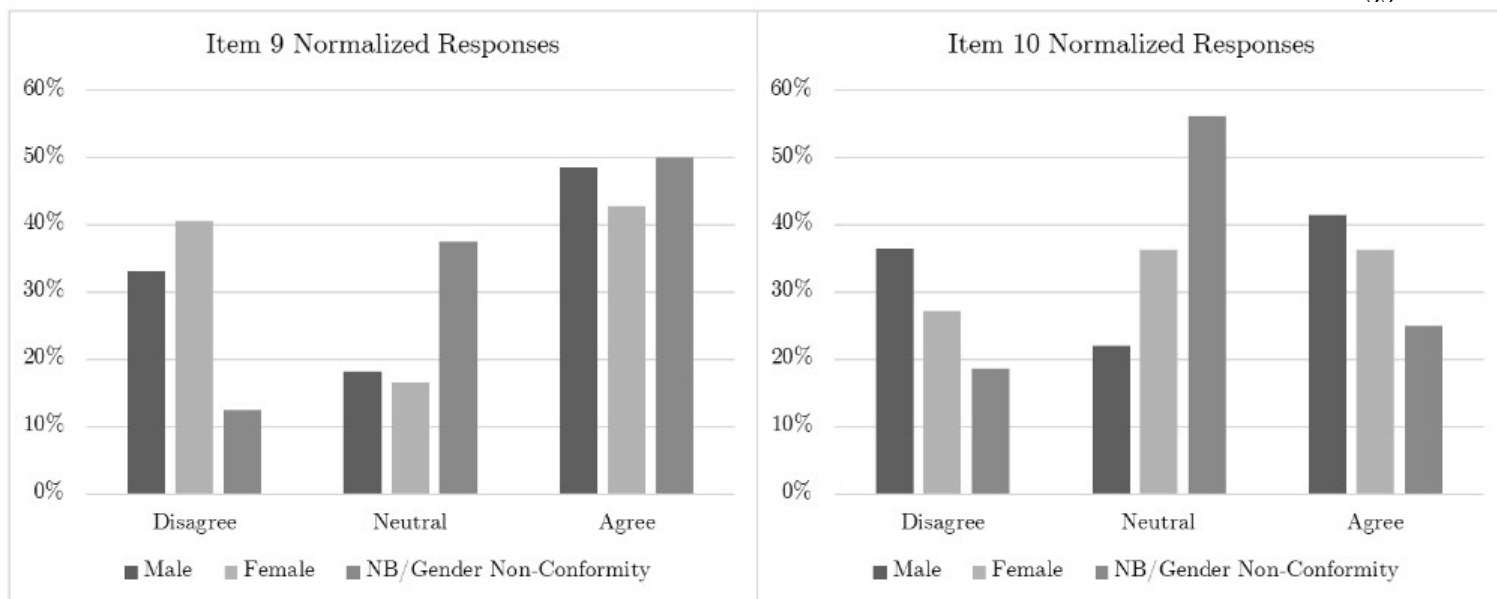 Item 9 Normalized Responses
60%
50%
40%
30%
20%
10%
0%
Disagree Neutral Agree
Male Female NB/Gender Non-Conformity
Item 10 Normalized Responses
60%
50%
40%
30%
20%
10%
0%
Disagree Neutral Agree
Male Female NB/Gender Non-Conformity